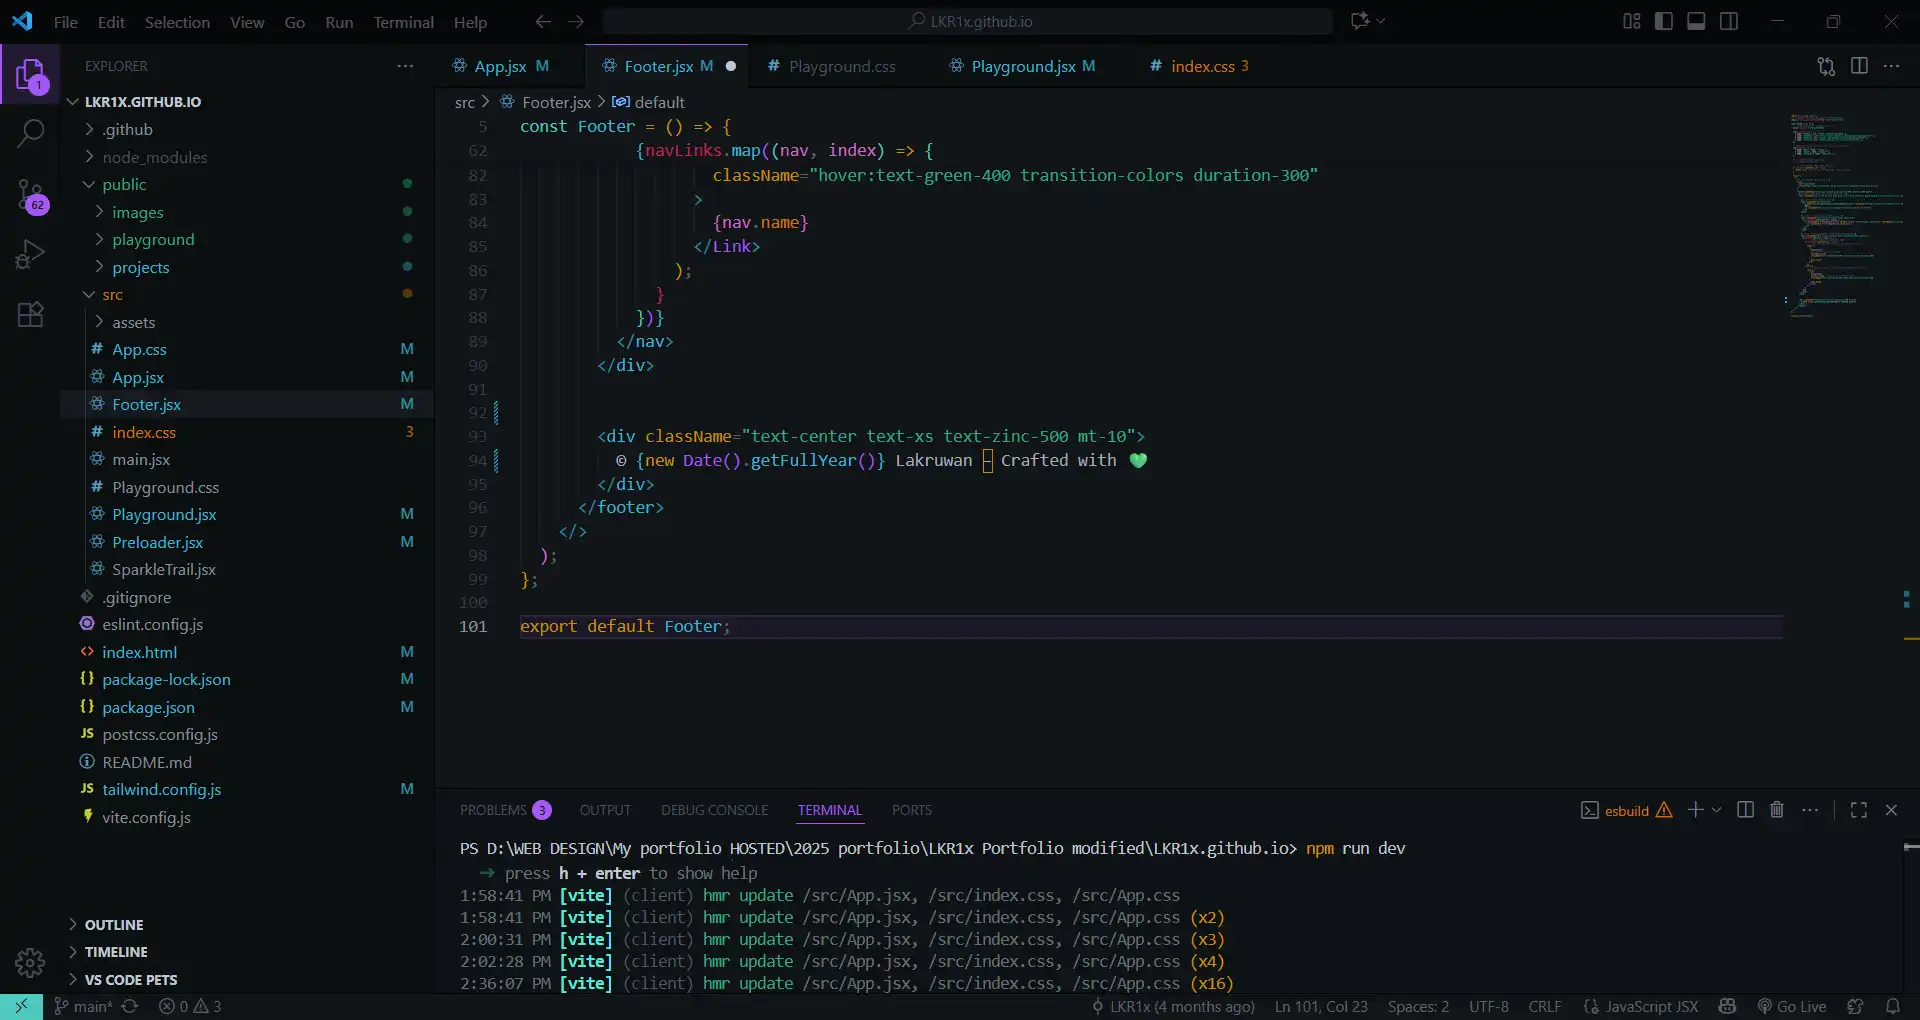 File Edit Selection View Go Run Terminal Help
LKR1x.github.io
1
62
EXPLORER
LKR1X.GITHUB.IO
.github
node_modules
public
images
playground
projects
src
assets
App.css M
App.jsx M
Footer.jsx M
index.css 3
main.jsx
Playground.css
Playground.jsx M
Preloader.jsx M
SparkleTrail.jsx
.gitignore
eslint.config.js
index.html M
package-lock.json M
package.json M
postcss.config.js
README.md
tailwind.config.js M
vite.config.js
OUTLINE
TIMELINE
VS CODE PETS
App.jsx M Footer.jsx M Playground.css Playground.jsx M index.css 3
src > Footer.jsx > default
5 const Footer = () => {
62 {navLinks.map((nav, index) => {
82 className="hover:text-green-400 transition-colors duration-300"
83 >
84 {nav.name}
85 </Link>
86 );
87 }
88 })}
89 </nav>
90 </div>
91
92
93 <div className="text-center text-xs text-zinc-500 mt-10">
94 © {new Date().getFullYear()} Lakruwan – Crafted with 💚
95 </div>
96 </footer>
97 </>
98 );
99 };
100
101 export default Footer;
PROBLEMS 3 OUTPUT DEBUG CONSOLE TERMINAL PORTS
esbuild
PS D:\WEB DESIGN\My portfolio HOSTED\2025 portfolio\LKR1x Portfolio modified\LKR1x.github.io> npm run dev
→ press h + enter to show help
1:58:41 PM [vite] (client) hmr update /src/App.jsx, /src/index.css, /src/App.css
1:58:41 PM [vite] (client) hmr update /src/App.jsx, /src/index.css, /src/App.css (x2)
2:00:31 PM [vite] (client) hmr update /src/App.jsx, /src/index.css, /src/App.css (x3)
2:02:28 PM [vite] (client) hmr update /src/App.jsx, /src/index.css, /src/App.css (x4)
2:36:07 PM [vite] (client) hmr update /src/App.jsx, /src/index.css, /src/App.css (x16)
main* 0 3 LKR1x (4 months ago) Ln 101, Col 23 Spaces: 2 UTF-8 CRLF JavaScript JSX Go Live